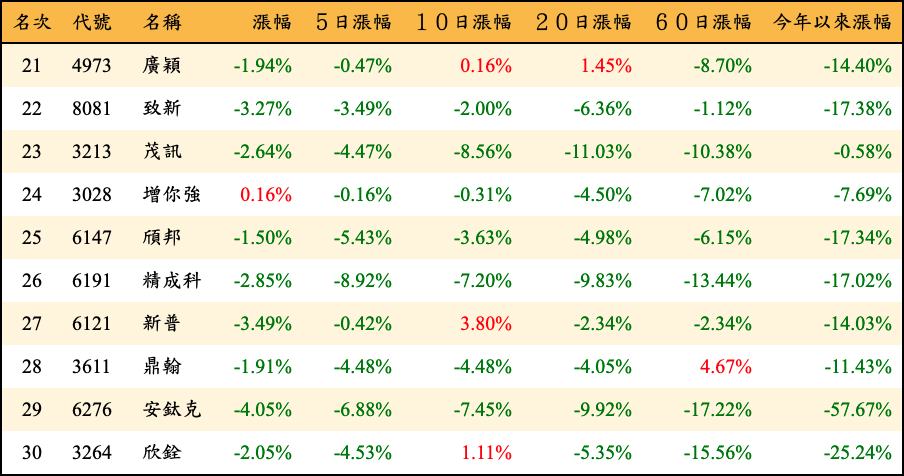 名次 代號 名稱 漲幅 5日漲幅 10日漲幅 20日漲幅 60日漲幅 今年以來漲幅
21 4973 廣穎 -1.94% -0.47% 0.16% 1.45% -8.70% -14.40%
22 8081 致新 -3.27% -3.49% -2.00% -6.36% -1.12% -17.38%
23 3213 茂訊 -2.64% -4.47% -8.56% -11.03% -10.38% -0.58%
24 3028 增你強 0.16% -0.16% -0.31% -4.50% -7.02% -7.69%
25 6147 頎邦 -1.50% -5.43% -3.63% -4.98% -6.15% -17.34%
26 6191 精成科 -2.85% -8.92% -7.20% -9.83% -13.44% -17.02%
27 6121 新普 -3.49% -0.42% 3.80% -2.34% -2.34% -14.03%
28 3611 鼎翰 -1.91% -4.48% -4.48% -4.05% 4.67% -11.43%
29 6276 安鈦克 -4.05% -6.88% -7.45% -9.92% -17.22% -57.67%
30 3264 欣銓 -2.05% -4.53% 1.11% -5.35% -15.56% -25.24%